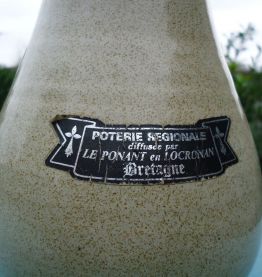 POTERIE REGIONALE
diffusée par
LE PONANT en LOCRONAN
Bretagne